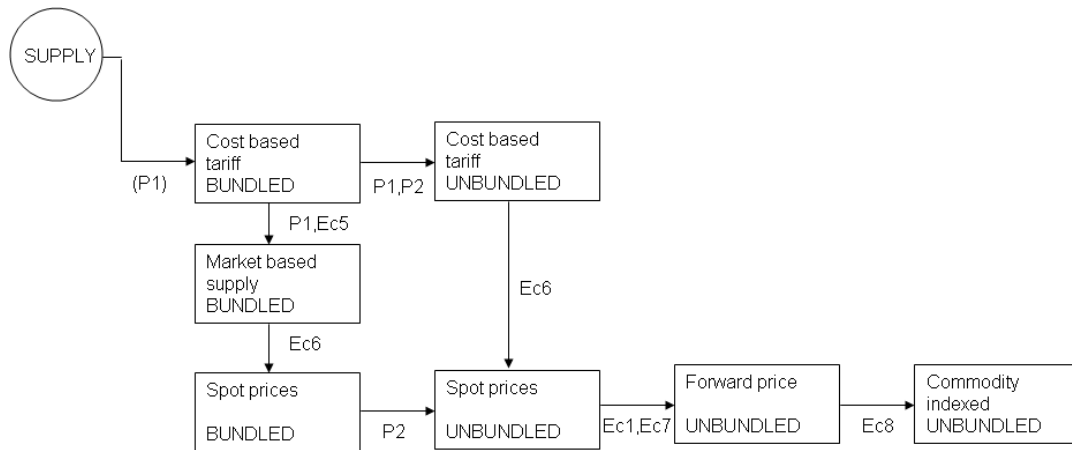 SUPPLY
Cost based
tariff
BUNDLED
Cost based
tariff
UNBUNDLED
(P1)
P1,P2
P1,Ec5
Market based
supply
BUNDLED
Ec6
Ec6
Spot prices
BUNDLED
P2
Spot prices
UNBUNDLED
Ec1,Ec7
Forward price
UNBUNDLED
Ec8
Commodity
indexed
UNBUNDLED